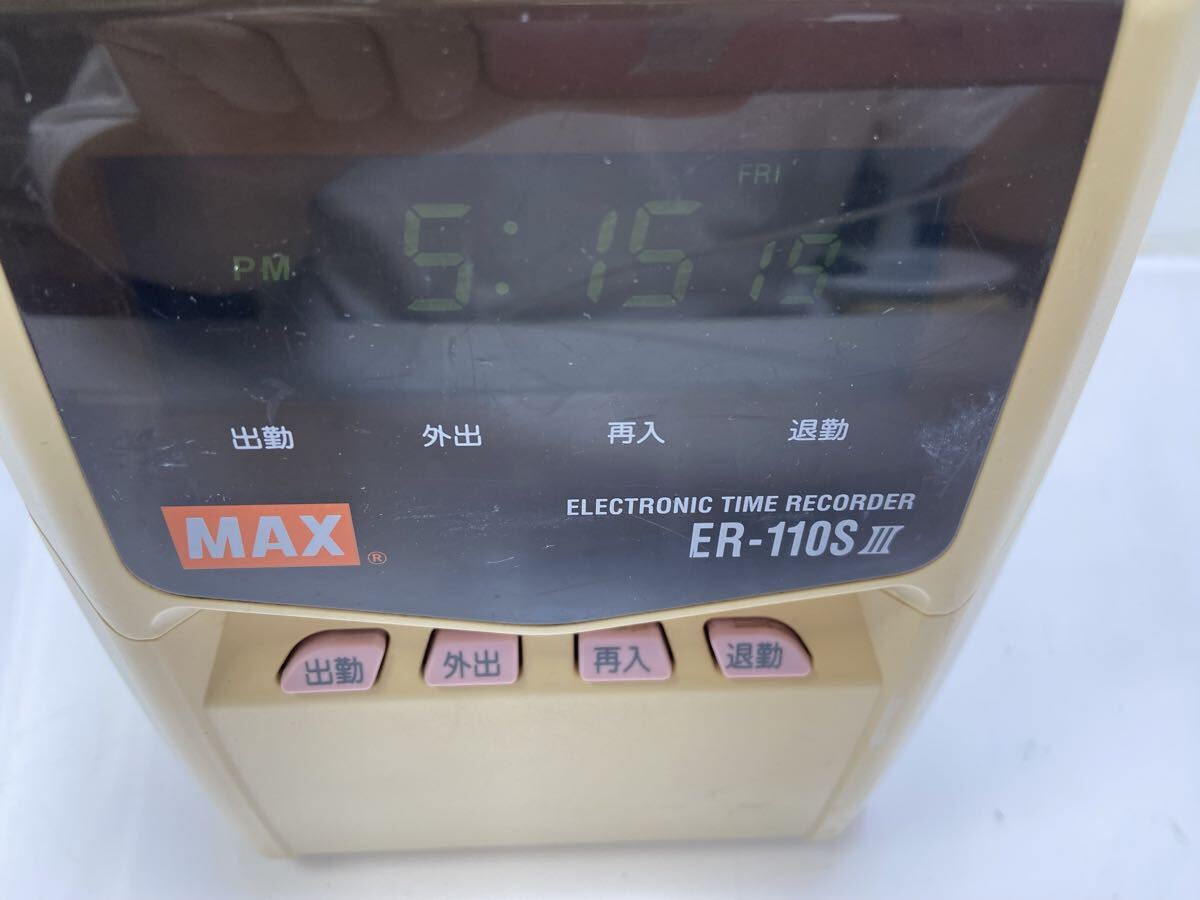 FRI
PM 5:15 19
出勤 外出 再入 退勤
MAX ®
ELECTRONIC TIME RECORDER
ER-110S III
出勤 外出 再入 退勤